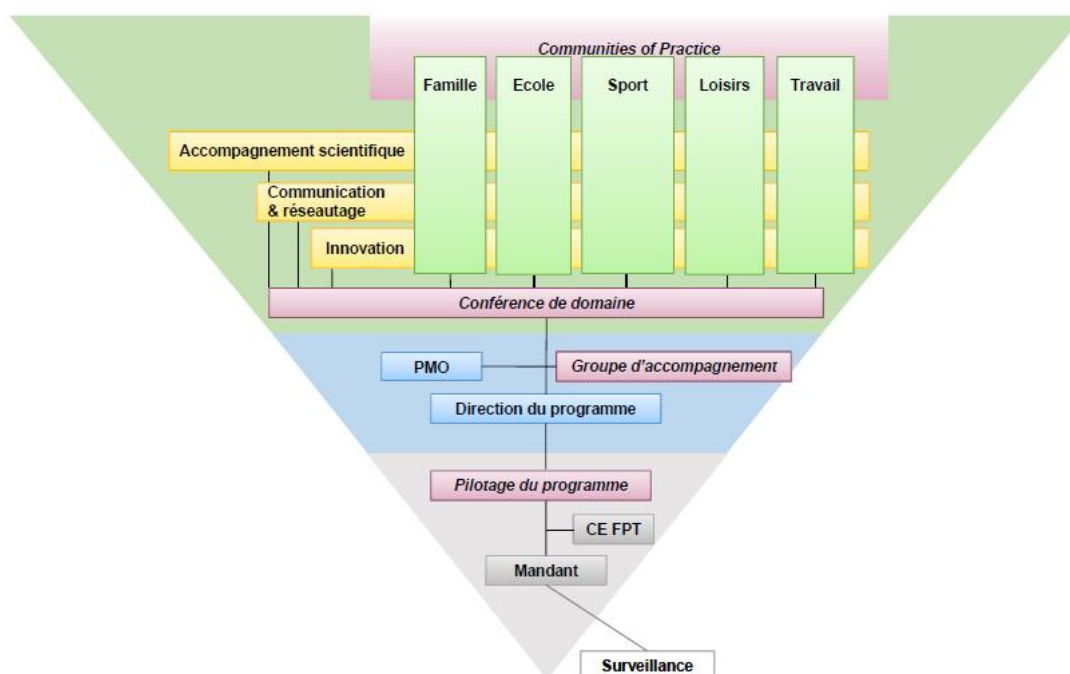 Communities of Practice
Famille
Ecole
Sport
Loisirs
Travail
Accompagnement scientifique
Communication
& réseautage
Innovation
Conférence de domaine
PMO
Groupe d'accompagnement
Direction du programme
Pilotage du programme
CE FPT
Mandant
Surveillance